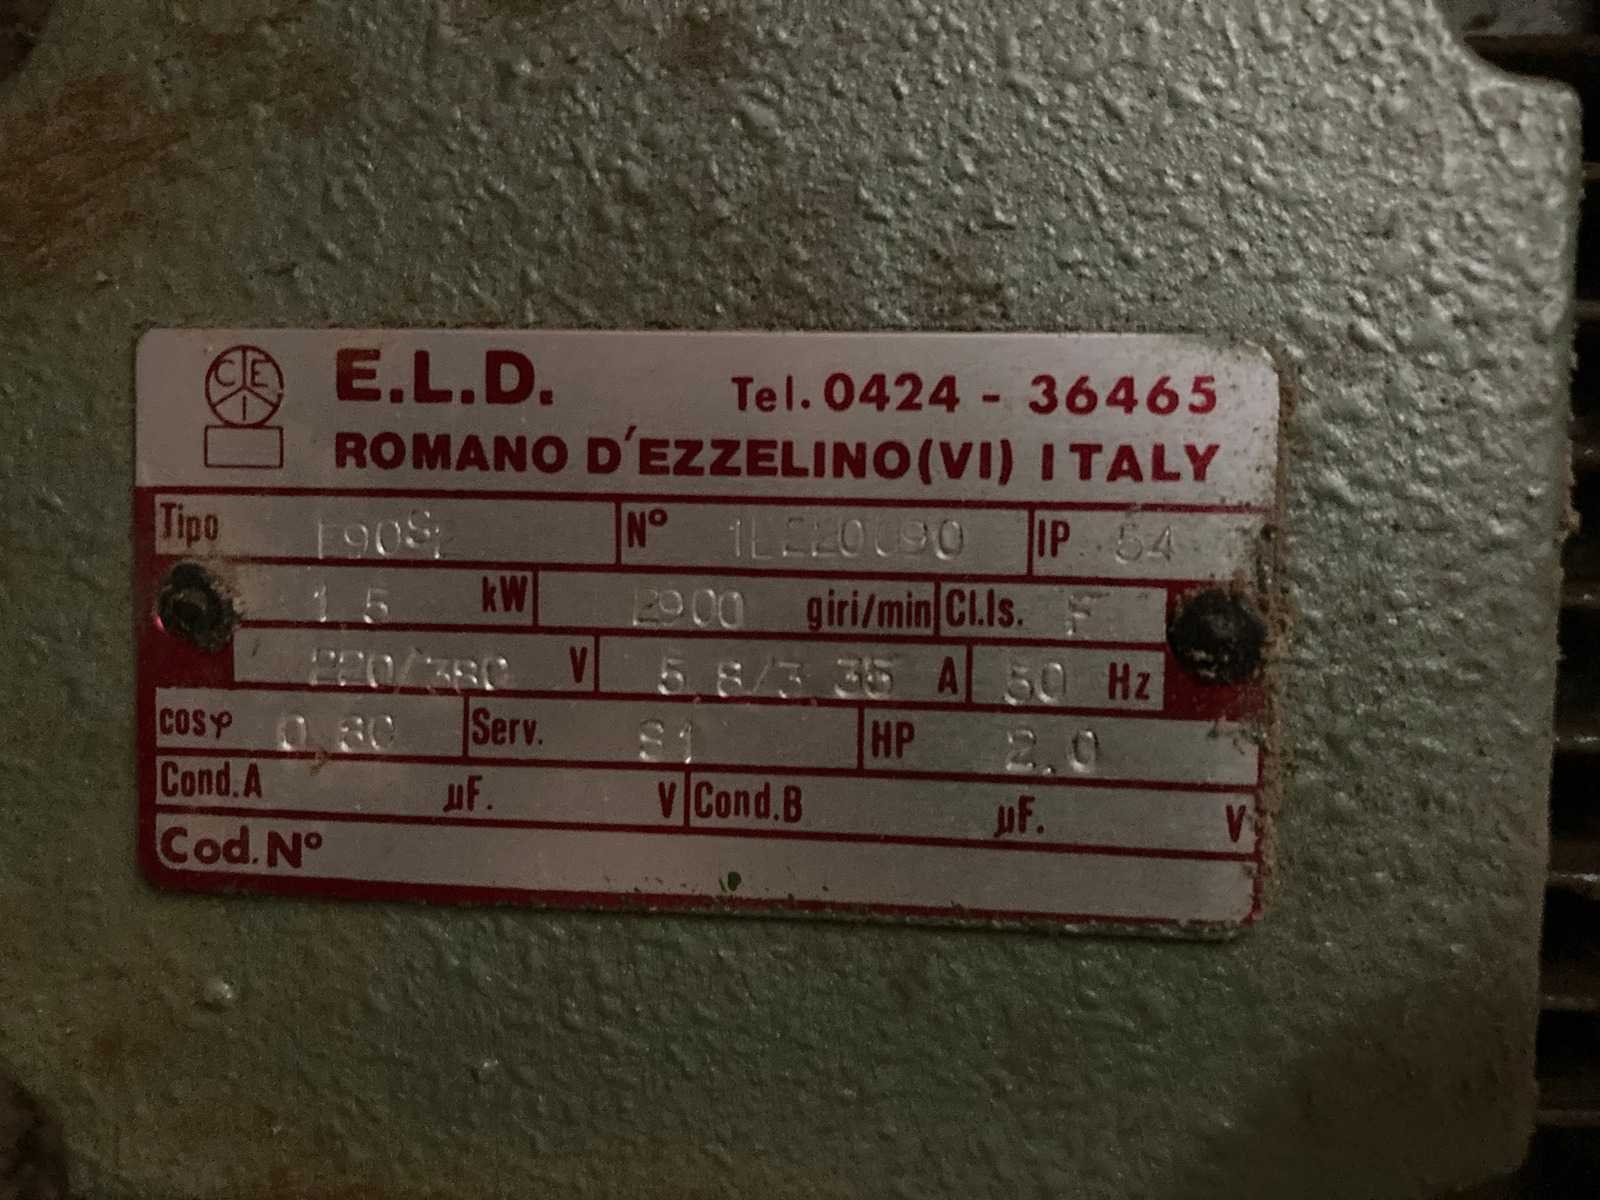 CEI E.L.D. Tel. 0424 - 36465
ROMANO D'EZZELINO (VI) ITALY
Tipo N° IP 54
1.5 kW 2900 giri/min Cl.Is. F
220/380 V 5.8/3.35 A 50 Hz
cosφ Serv. S1 HP 2.0
Cond.A µF. V Cond.B µF. V
Cod.N°